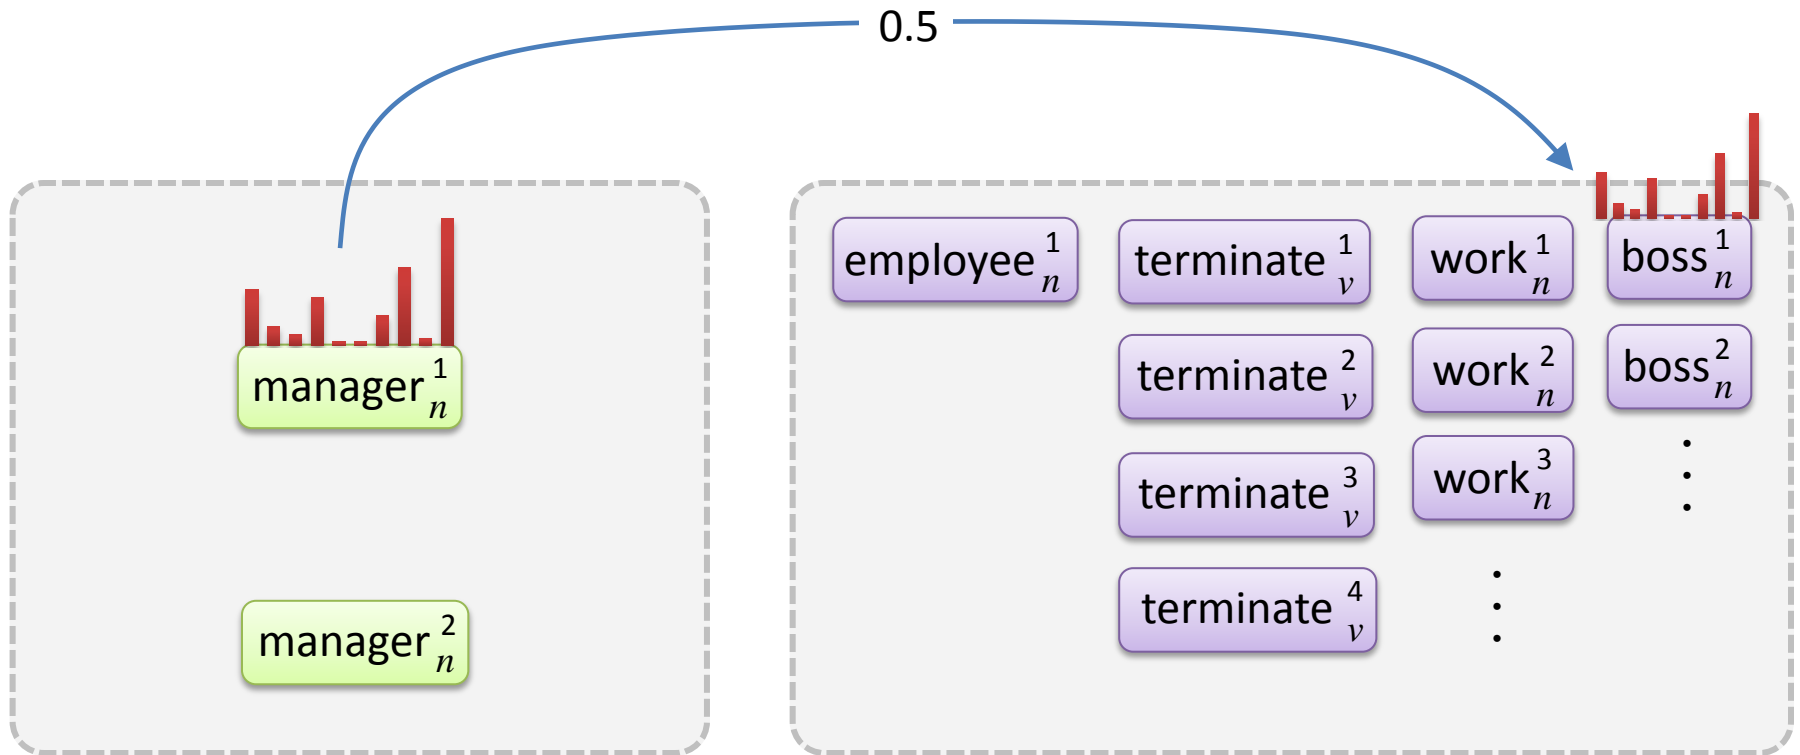 0.5
manager 1 n
manager 2 n
employee 1 n
terminate 1 v
terminate 2 v
terminate 3 v
terminate 4 v
work 1 n
work 2 n
work 3 n
boss 1 n
boss 2 n